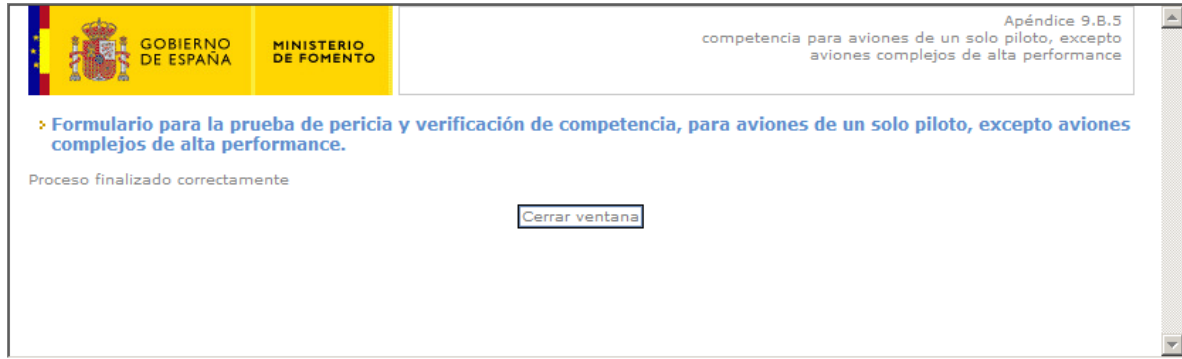 GOBIERNO
DE ESPAÑA
MINISTERIO
DE FOMENTO
Apéndice 9.B.5
competencia para aviones de un solo piloto, excepto
aviones complejos de alta performance
Formulario para la prueba de pericia y verificación de competencia, para aviones de un solo piloto, excepto aviones
complejos de alta performance.
Proceso finalizado correctamente
Cerrar ventana